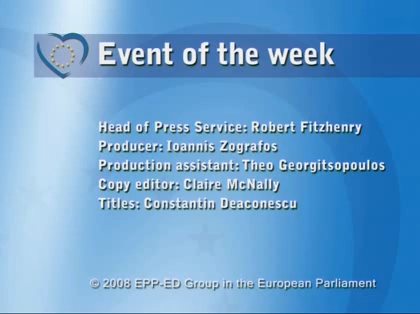 Event of the week
Head of Press Service: Robert Fitzhenry
Producer: Ioannis Zografos
Production assistant: Theo Georgitsopoulos
Copy editor: Claire McNally
Titles: Constantin Deaconescu
© 2008 EPP-ED Group in the European Parliament